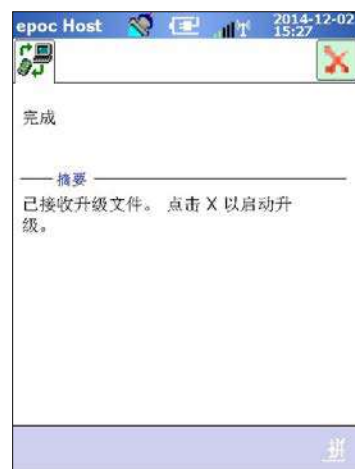 epoc Host
2014-12-02
15:27
完成
摘要
已接收升级文件。 点击 X 以启动升
级。
拼